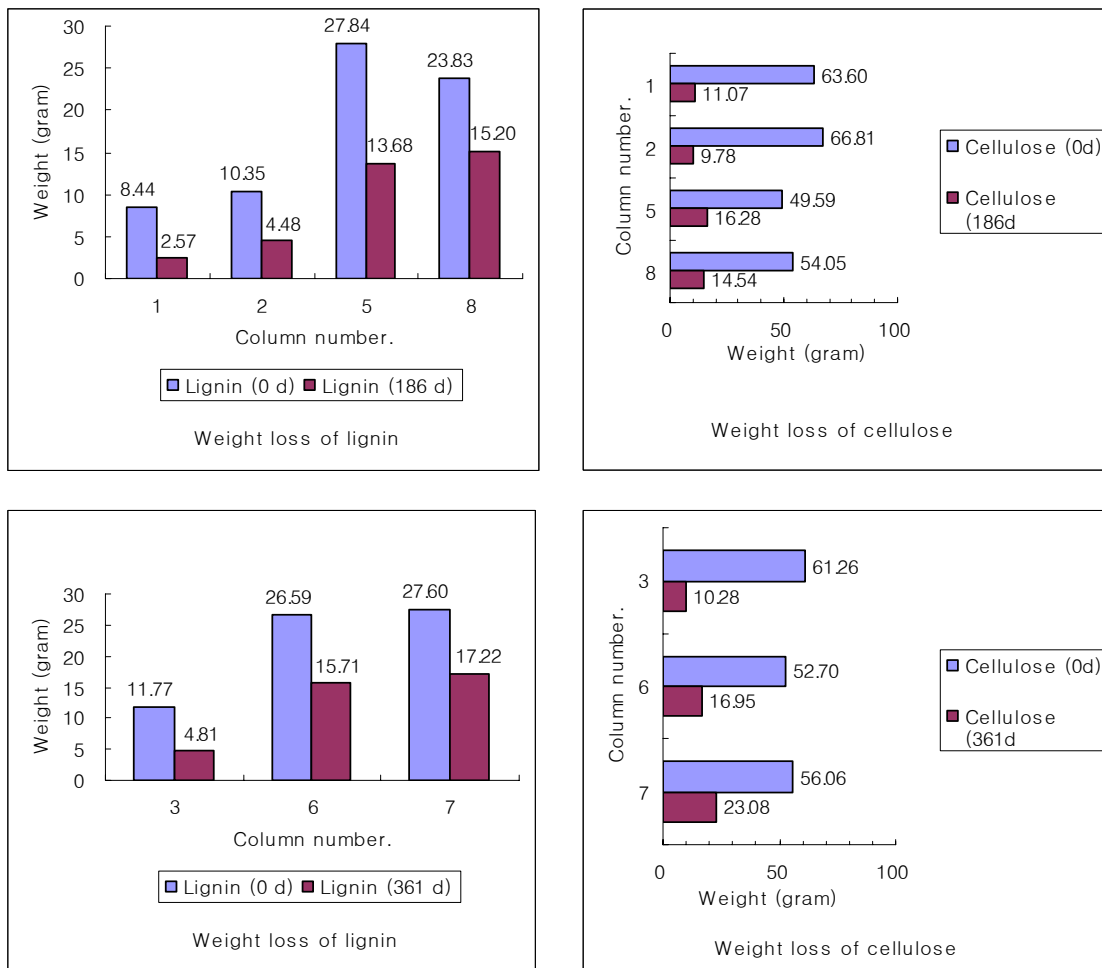 30
25
20
15
10
5
0
Weight (gram)
8.44
2.57
10.35
4.48
27.84
13.68
23.83
15.20
1 2 5 8
Column number.
Lignin (0 d) Lignin (186 d)
Weight loss of lignin
Column number.
1
2
5
8
63.60
11.07
66.81
9.78
49.59
16.28
54.05
14.54
0 50 100
Weight (gram)
Cellulose (0d)
Cellulose
(186d
Weight loss of cellulose
30
25
20
15
10
5
0
Weight (gram)
11.77
4.81
26.59
15.71
27.60
17.22
3 6 7
Column number.
Lignin (0 d) Lignin (361 d)
Weight loss of lignin
Column number.
3
6
7
61.26
10.28
52.70
16.95
56.06
23.08
0 50 100
Weight (gram)
Cellulose (0d)
Cellulose
(361d
Weight loss of cellulose